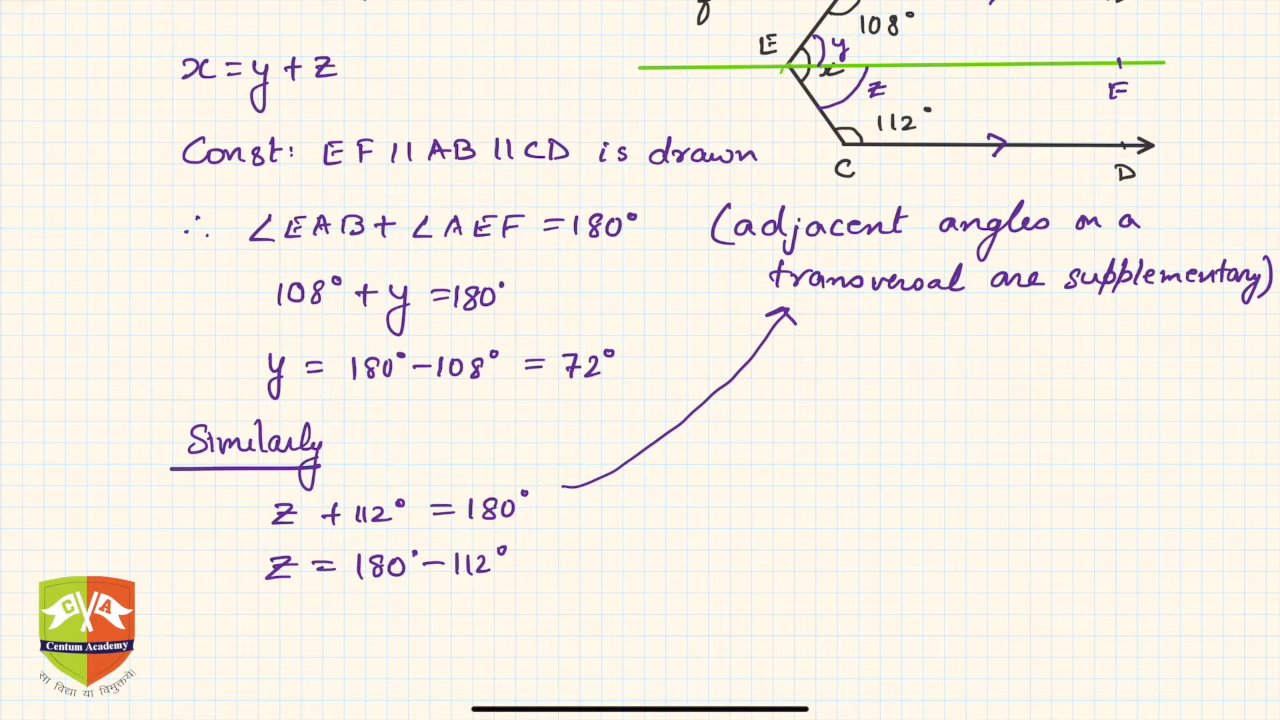 108°
E
y
x = y + z
x
z
F
112°
Const: EF || AB || CD is drawn
C
D
∴ ∠EAB + ∠AEF = 180° (adjacent angles on a
transversal are supplementary)
108° + y = 180°
y = 180° - 108° = 72°
Similarly
z + 112° = 180°
z = 180° - 112°
C A
Centum Academy
सा विद्या या विमुक्तये।